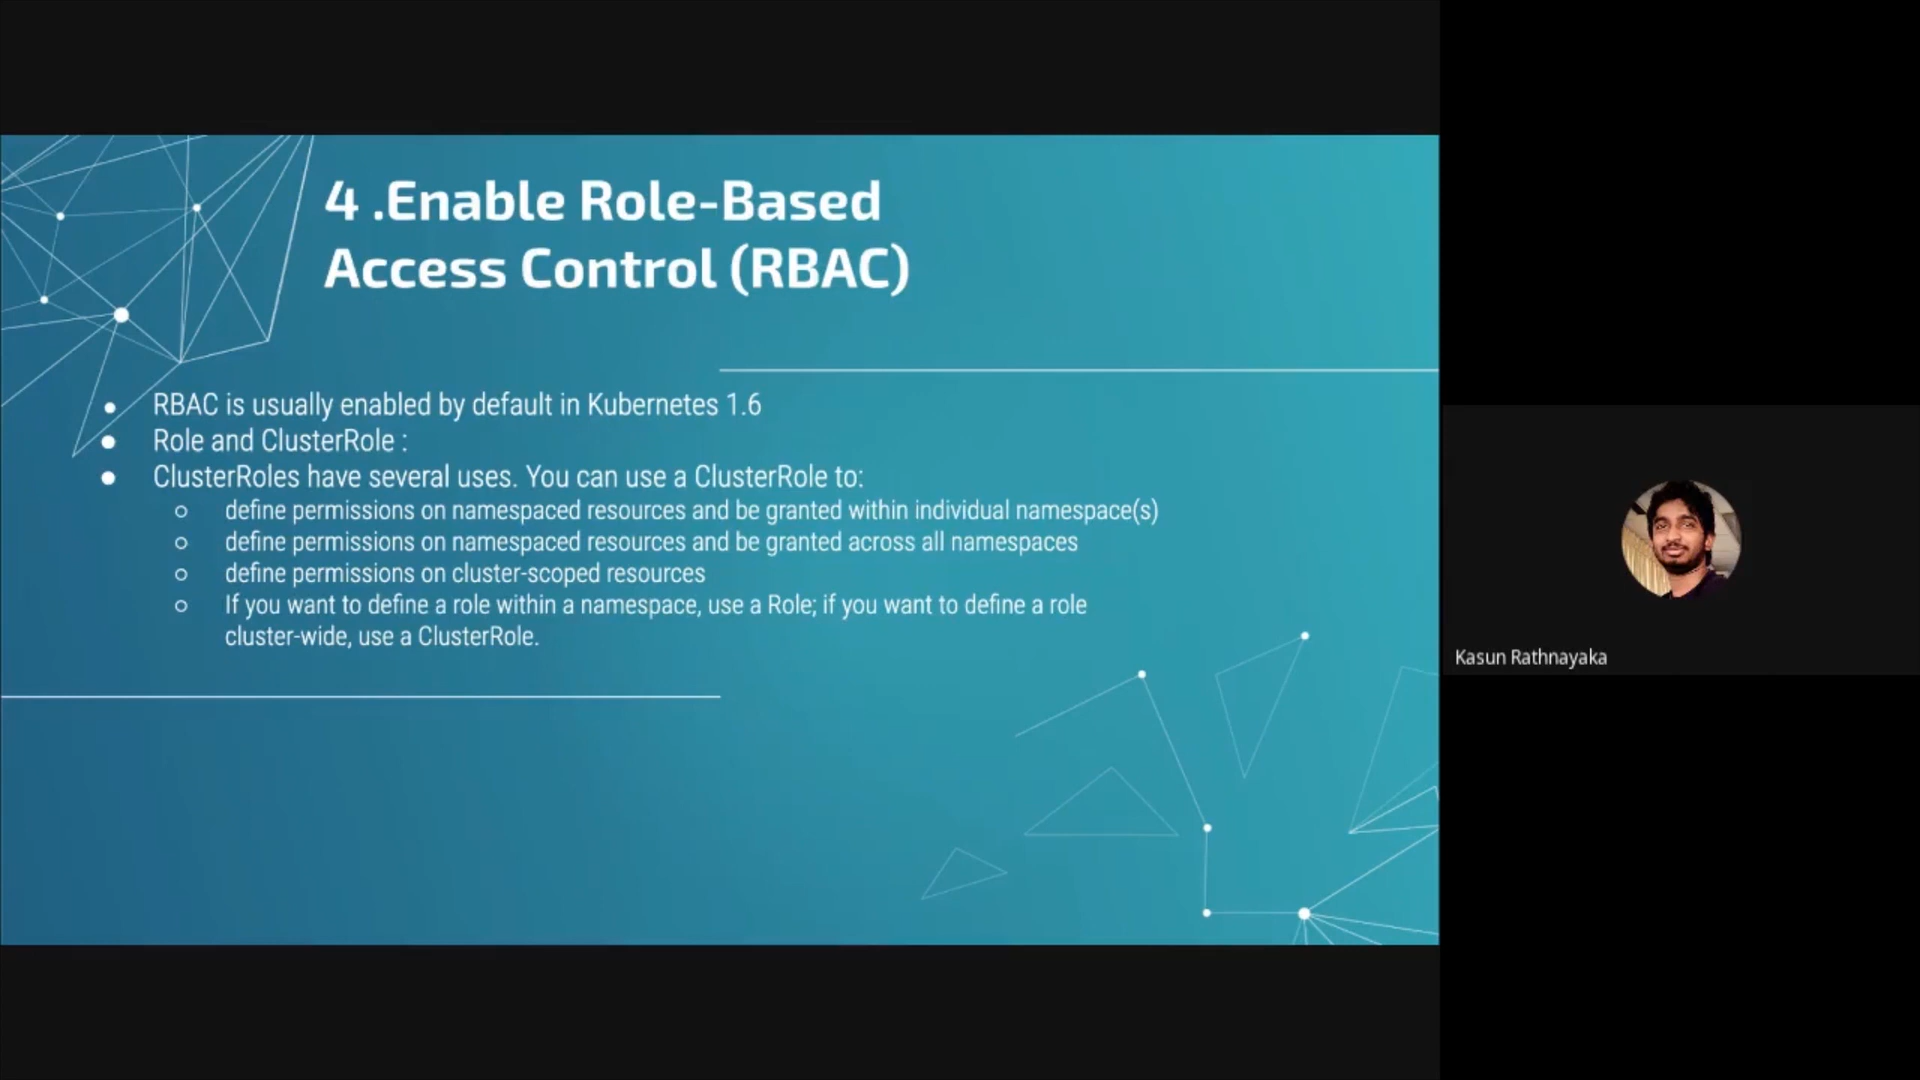 4 .Enable Role-Based
Access Control (RBAC)
● RBAC is usually enabled by default in Kubernetes 1.6
● Role and ClusterRole :
● ClusterRoles have several uses. You can use a ClusterRole to:
○ define permissions on namespaced resources and be granted within individual namespace(s)
○ define permissions on namespaced resources and be granted across all namespaces
○ define permissions on cluster-scoped resources
○ If you want to define a role within a namespace, use a Role; if you want to define a role
cluster-wide, use a ClusterRole.
Kasun Rathnayaka